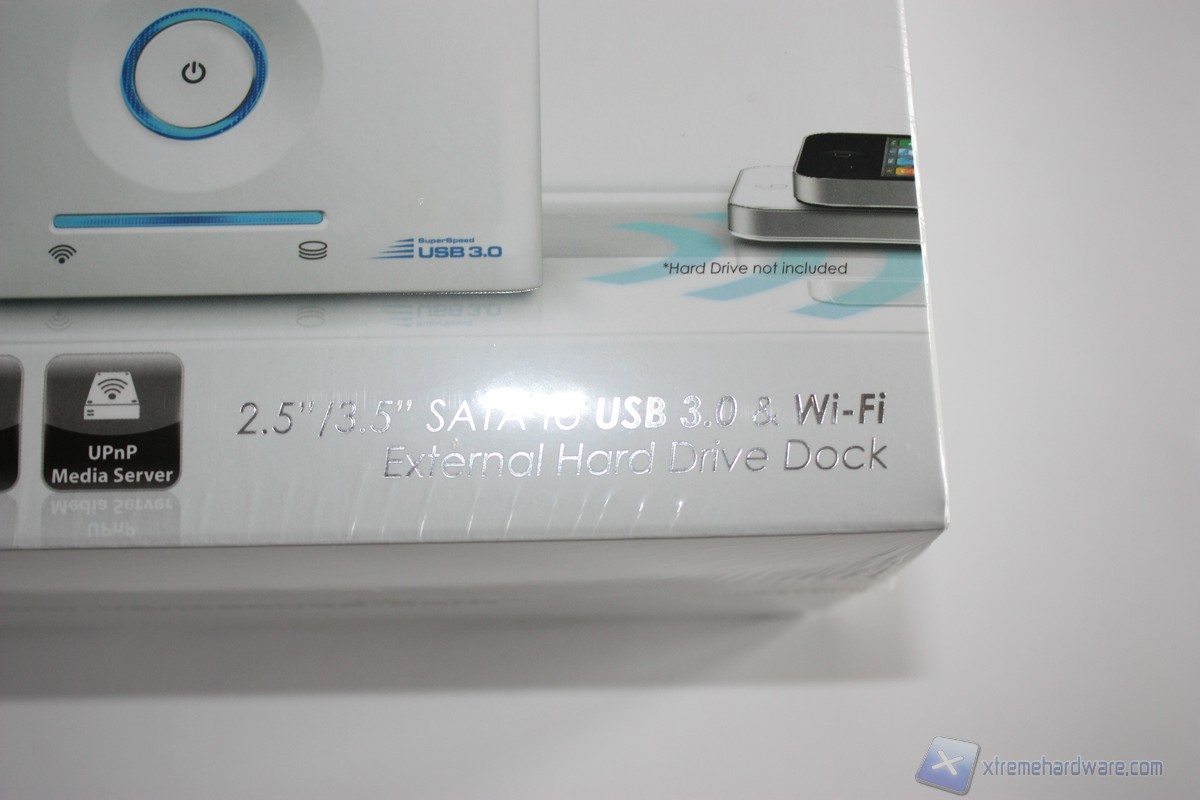 SuperSpeed
USB 3.0
*Hard Drive not included
UPnP
Media Server
2.5”/3.5” SATA to USB 3.0 & Wi-Fi
External Hard Drive Dock
xtremehardware.com